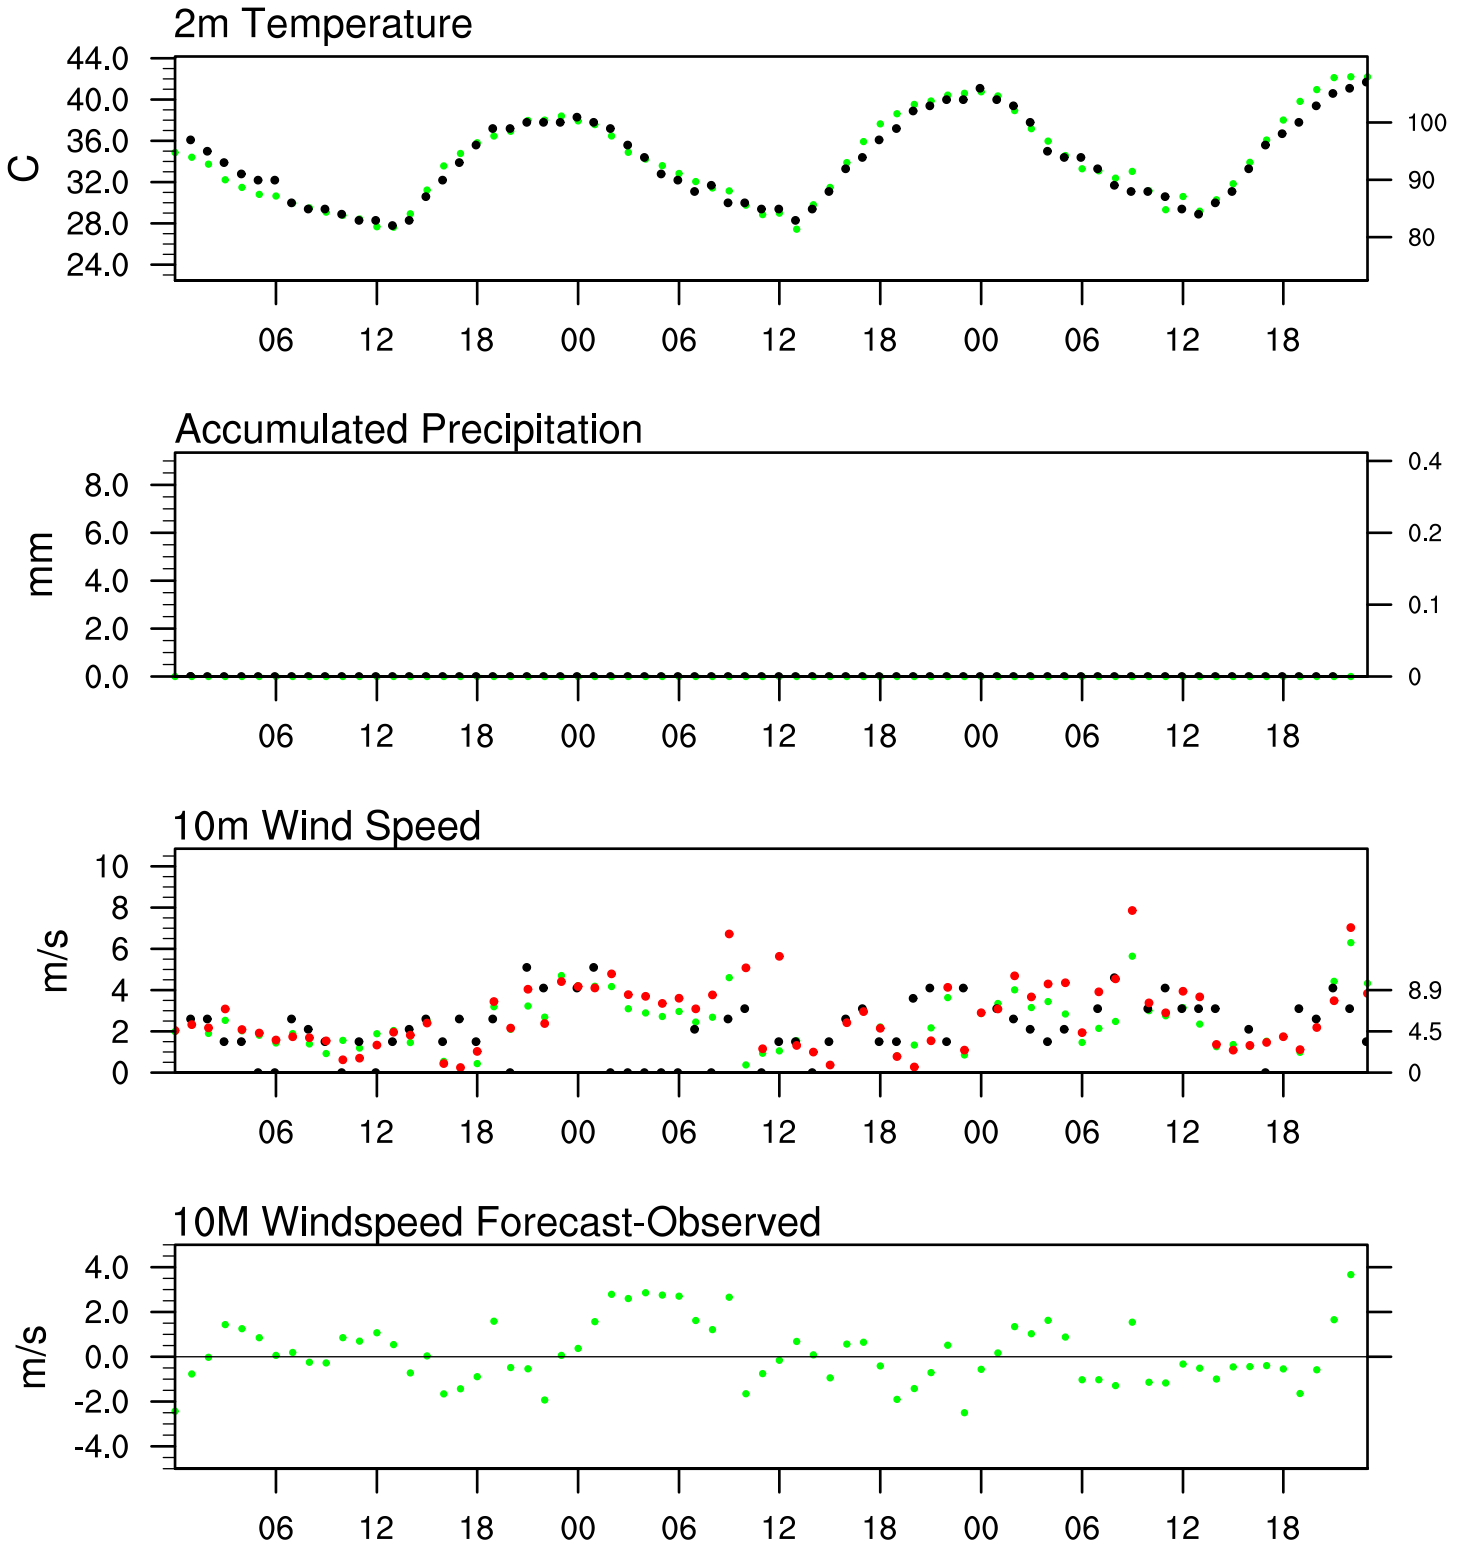 2m Temperature
44.0
40.0
36.0
32.0
28.0
24.0
C
100
90
80
06 12 18 00 06 12 18 00 06 12 18
Accumulated Precipitation
8.0
6.0
4.0
2.0
0.0
mm
0.4
0.2
0.1
0
06 12 18 00 06 12 18 00 06 12 18
10m Wind Speed
10
8
6
4
2
0
m/s
8.9
4.5
0
06 12 18 00 06 12 18 00 06 12 18
10M Windspeed Forecast-Observed
4.0
2.0
0.0
-2.0
-4.0
m/s
06 12 18 00 06 12 18 00 06 12 18